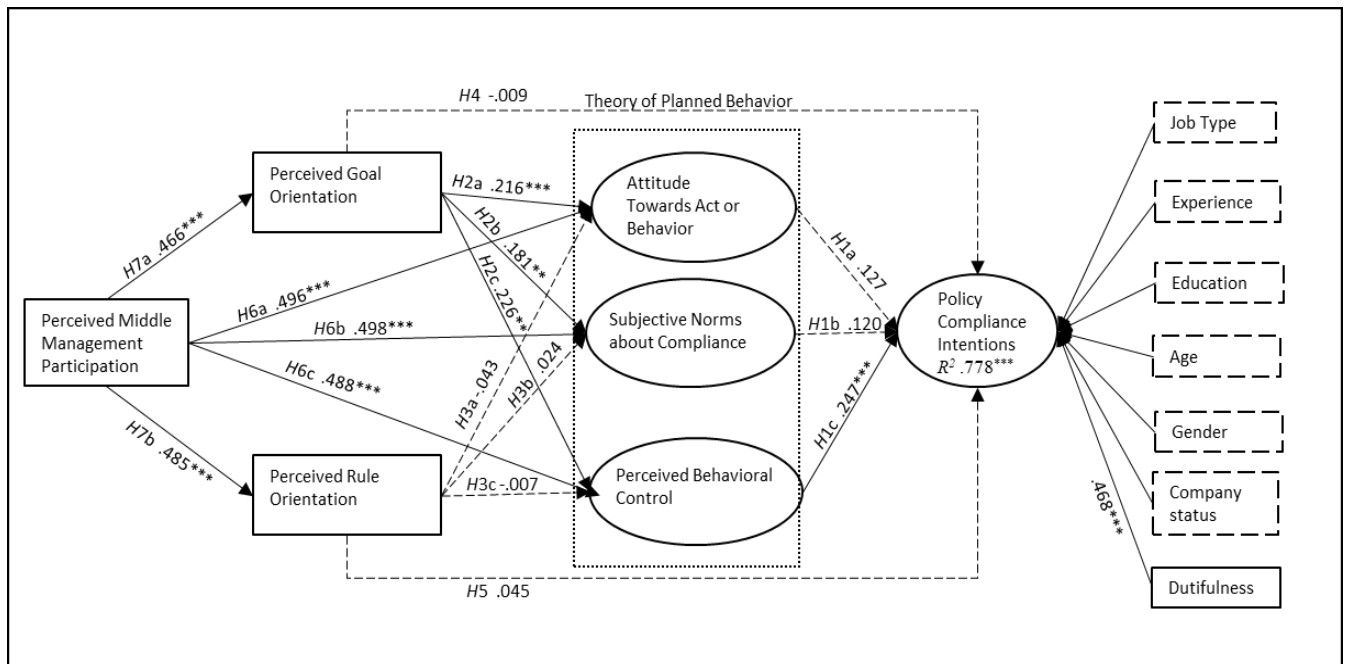 H4 -.009
Theory of Planned Behavior
Job Type
Perceived Goal
Orientation
H2a .216***
Attitude
Towards Act or
Behavior
Experience
H7a .466***
H2b .181**
H2c .226**
H1a .127
Education
H6a .496***
Perceived Middle
Management
Participation
H6b .498***
Subjective Norms
about Compliance
H1b .120
Policy
Compliance
Intentions
R² .778***
Age
H6c .488***
H3a -.043
H3b .024
H1c .247***
Gender
H7b .485***
Perceived Rule
Orientation
H3c -.007
Perceived Behavioral
Control
Company
status
.468***
H5 .045
Dutifulness